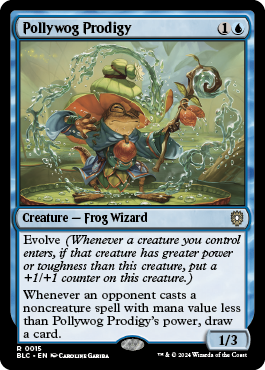 Pollywog Prodigy 1
Creature — Frog Wizard
Evolve (Whenever a creature you control
enters, if that creature has greater power
or toughness than this creature, put a
+1/+1 counter on this creature.)
Whenever an opponent casts a
noncreature spell with mana value less
than Pollywog Prodigy's power, draw
a card.
1/3
R 0015
BLC • EN Caroline Gariba
™ & © 2024 Wizards of the Coast